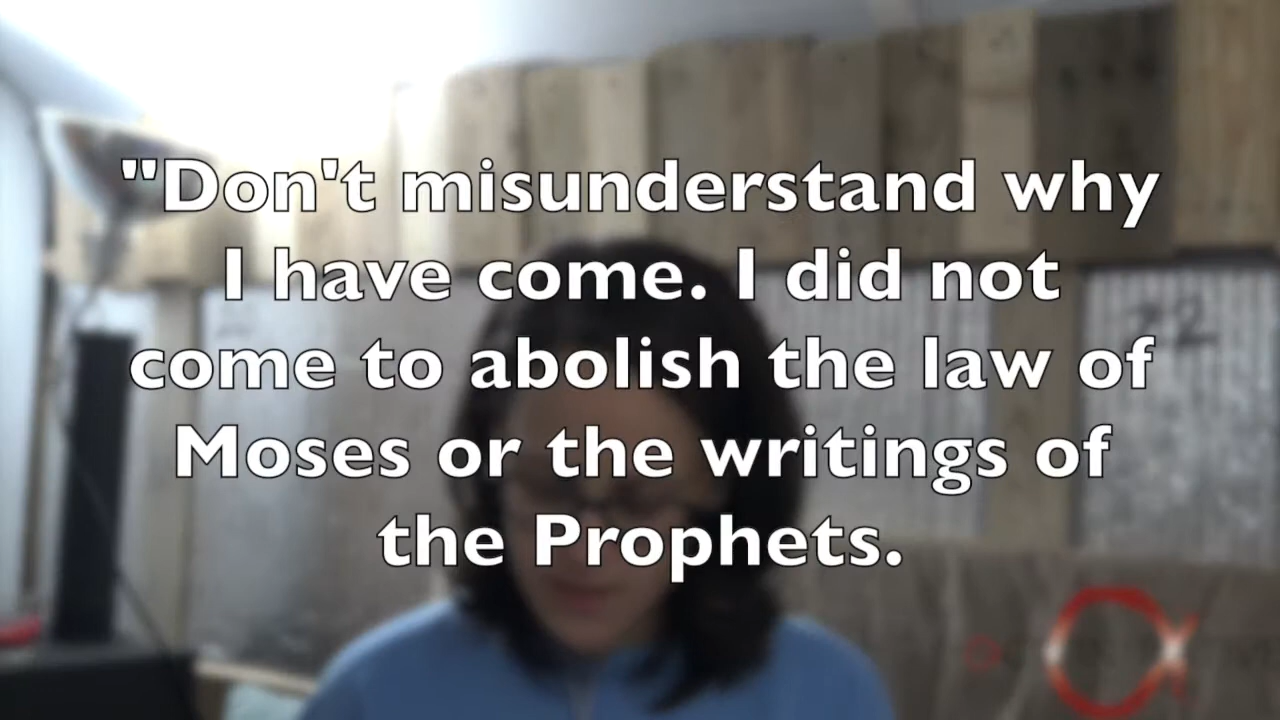 "Don't misunderstand why
I have come. I did not
come to abolish the law of
Moses or the writings of
the Prophets.